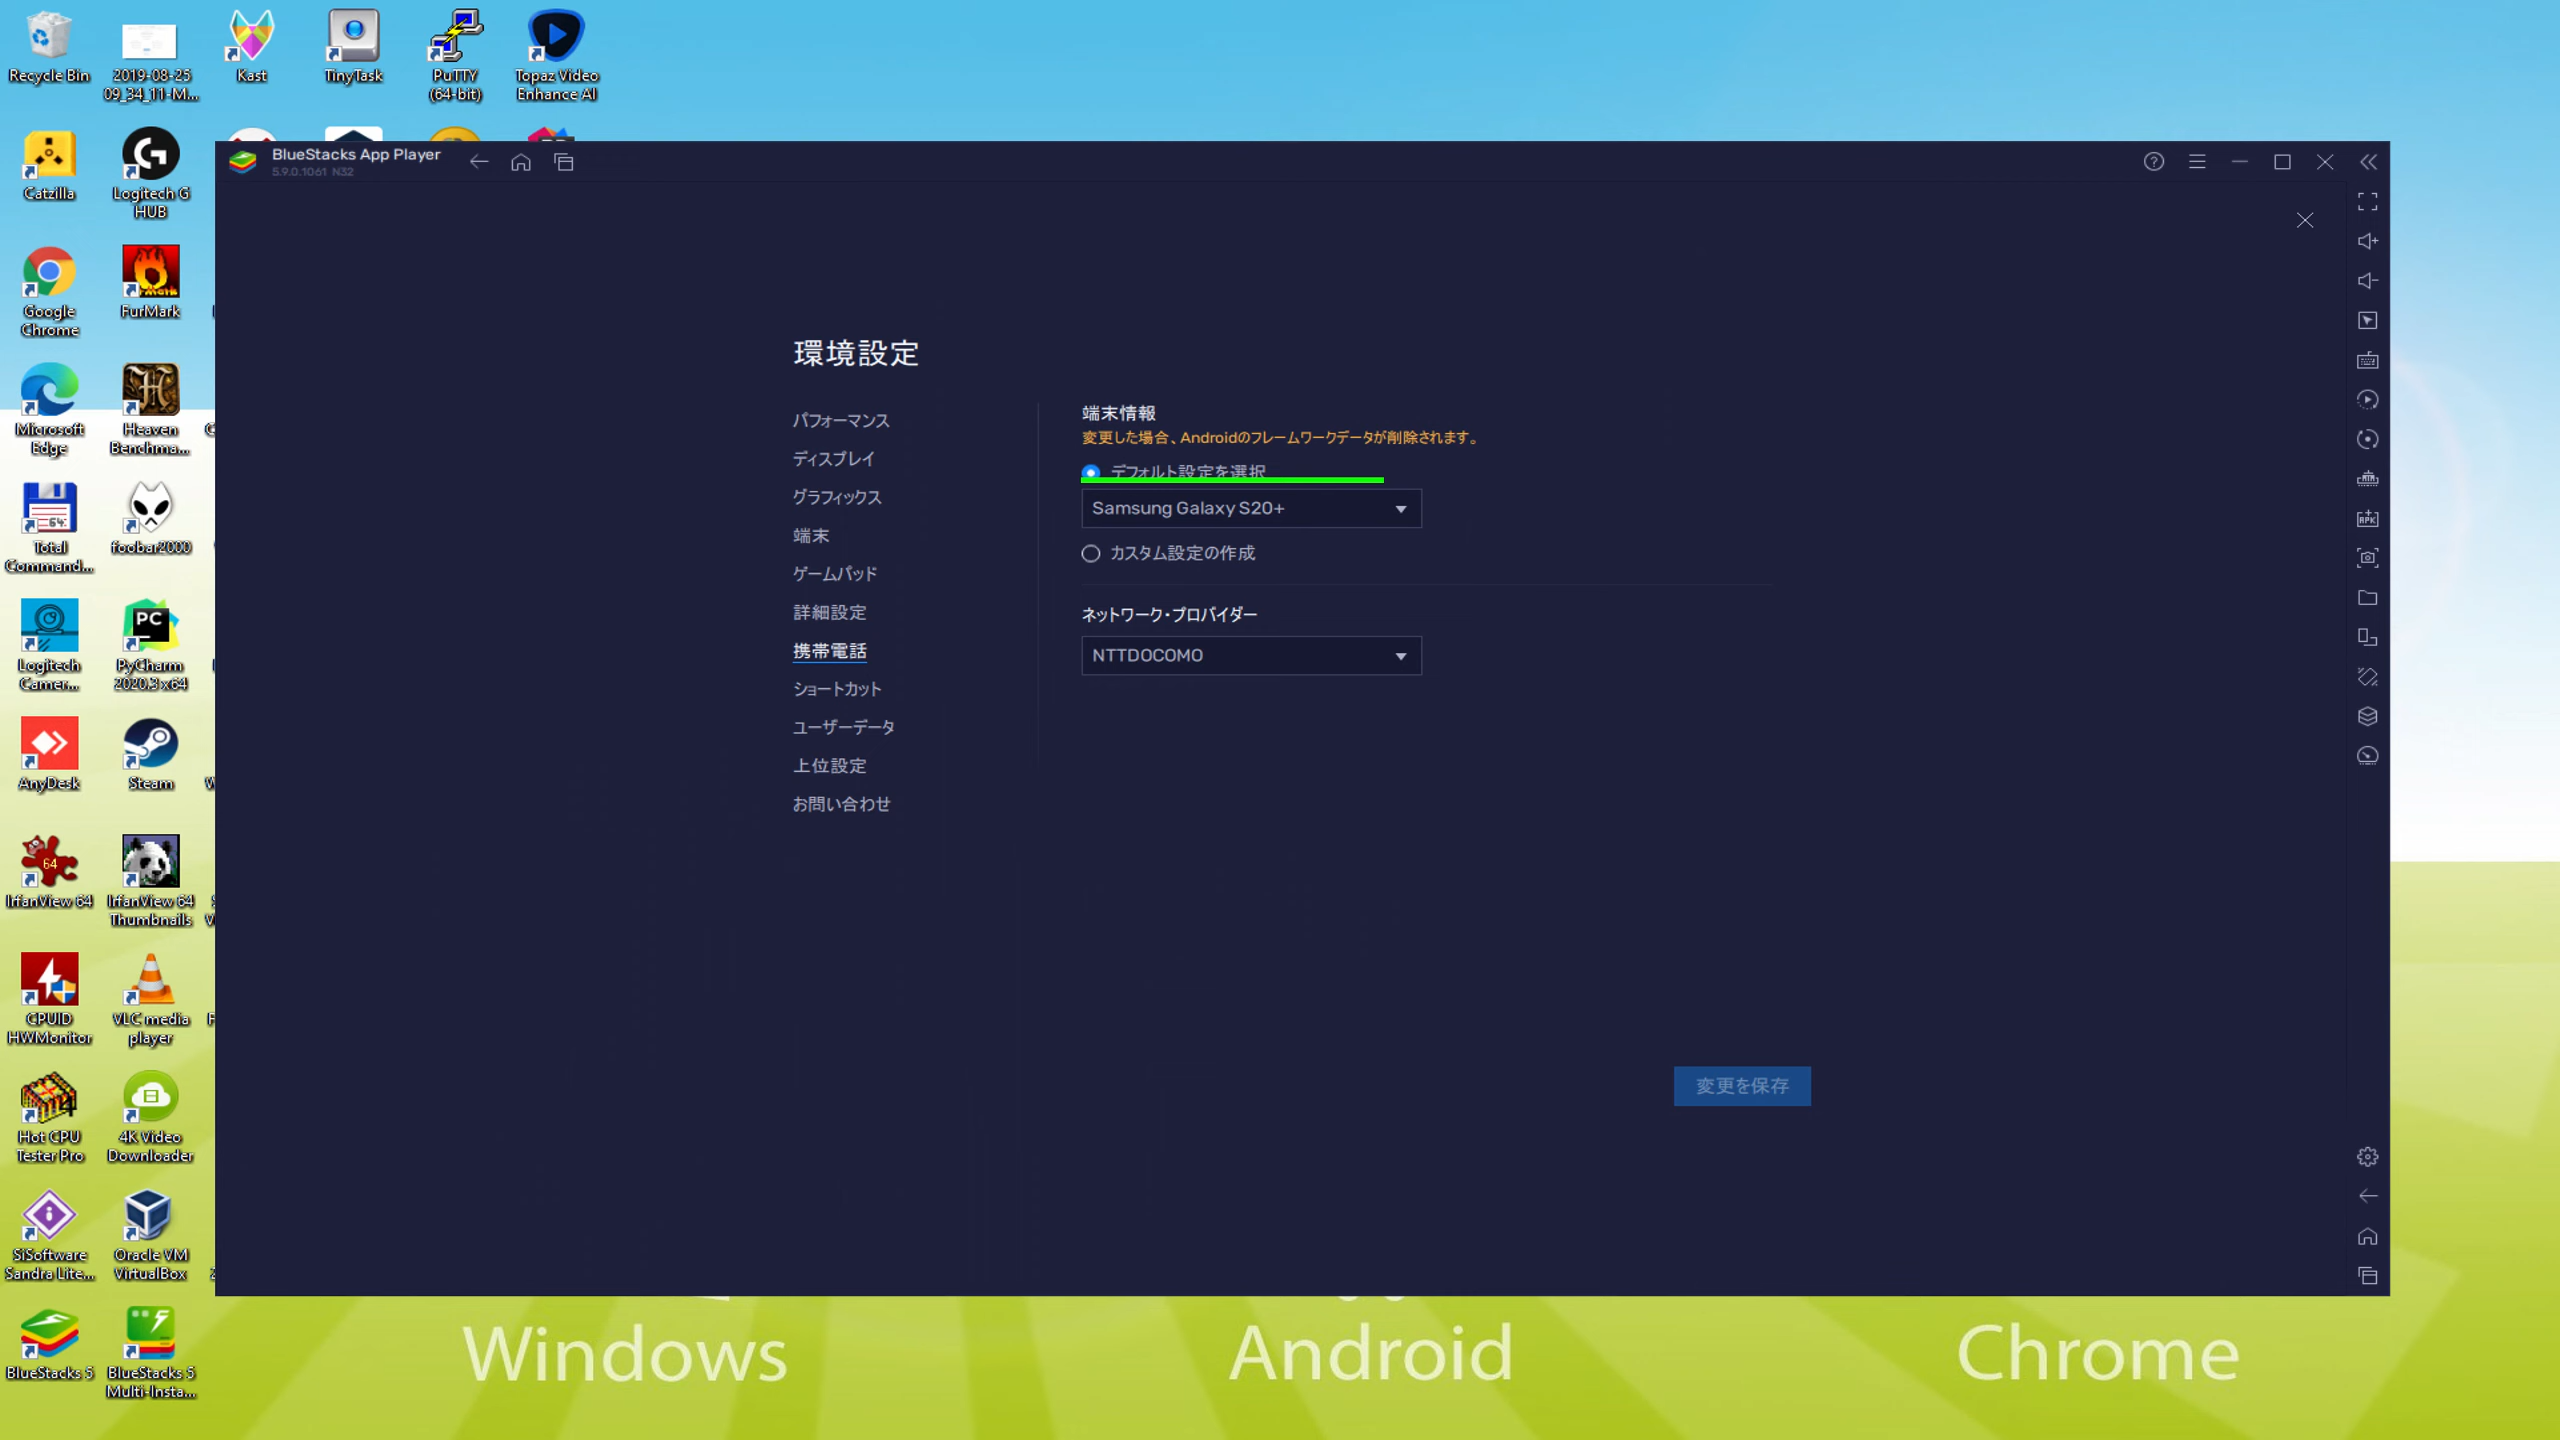 Recycle Bin
2019-08-25
09_34_11-M...
Kast
TinyTask
PuTTY
(64-bit)
Topaz Video
Enhance AI
Catzilla
Logitech G
HUB
Google
Chrome
FurMark
Microsoft
Edge
Heaven
Benchma...
Total
Command...
foobar2000
Logitech
Camer...
PyCharm
2020.3 x64
AnyDesk
Steam
IrfanView 64
IrfanView 64
Thumbnails
CPUID
HWMonitor
VLC media
player
Hot CPU
Tester Pro
4K Video
Downloader
SiSoftware
Sandra Lite...
Oracle VM
VirtualBox
BlueStacks 5
BlueStacks 5
Multi-Insta...
BlueStacks App Player
5.9.0.1061 N32
環境設定
パフォーマンス
ディスプレイ
グラフィックス
端末
ゲームパッド
詳細設定
携帯電話
ショートカット
ユーザーデータ
上位設定
お問い合わせ
端末情報
変更した場合、Androidのフレームワークデータが削除されます。
デフォルト設定を選択
Samsung Galaxy S20+
カスタム設定の作成
ネットワーク・プロバイダー
NTTDOCOMO
変更を保存
Windows
Android
Chrome